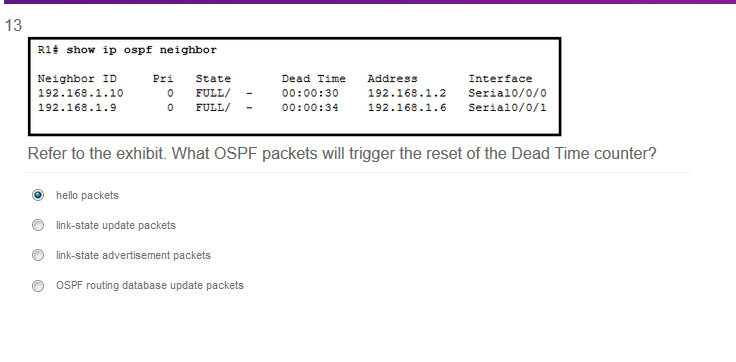 13
R1# show ip ospf neighbor
Neighbor ID Pri State Dead Time Address Interface
192.168.1.10 0 FULL/ - 00:00:30 192.168.1.2 Serial0/0/0
192.168.1.9 0 FULL/ - 00:00:34 192.168.1.6 Serial0/0/1
Refer to the exhibit. What OSPF packets will trigger the reset of the Dead Time counter?
hello packets
link-state update packets
link-state advertisement packets
OSPF routing database update packets